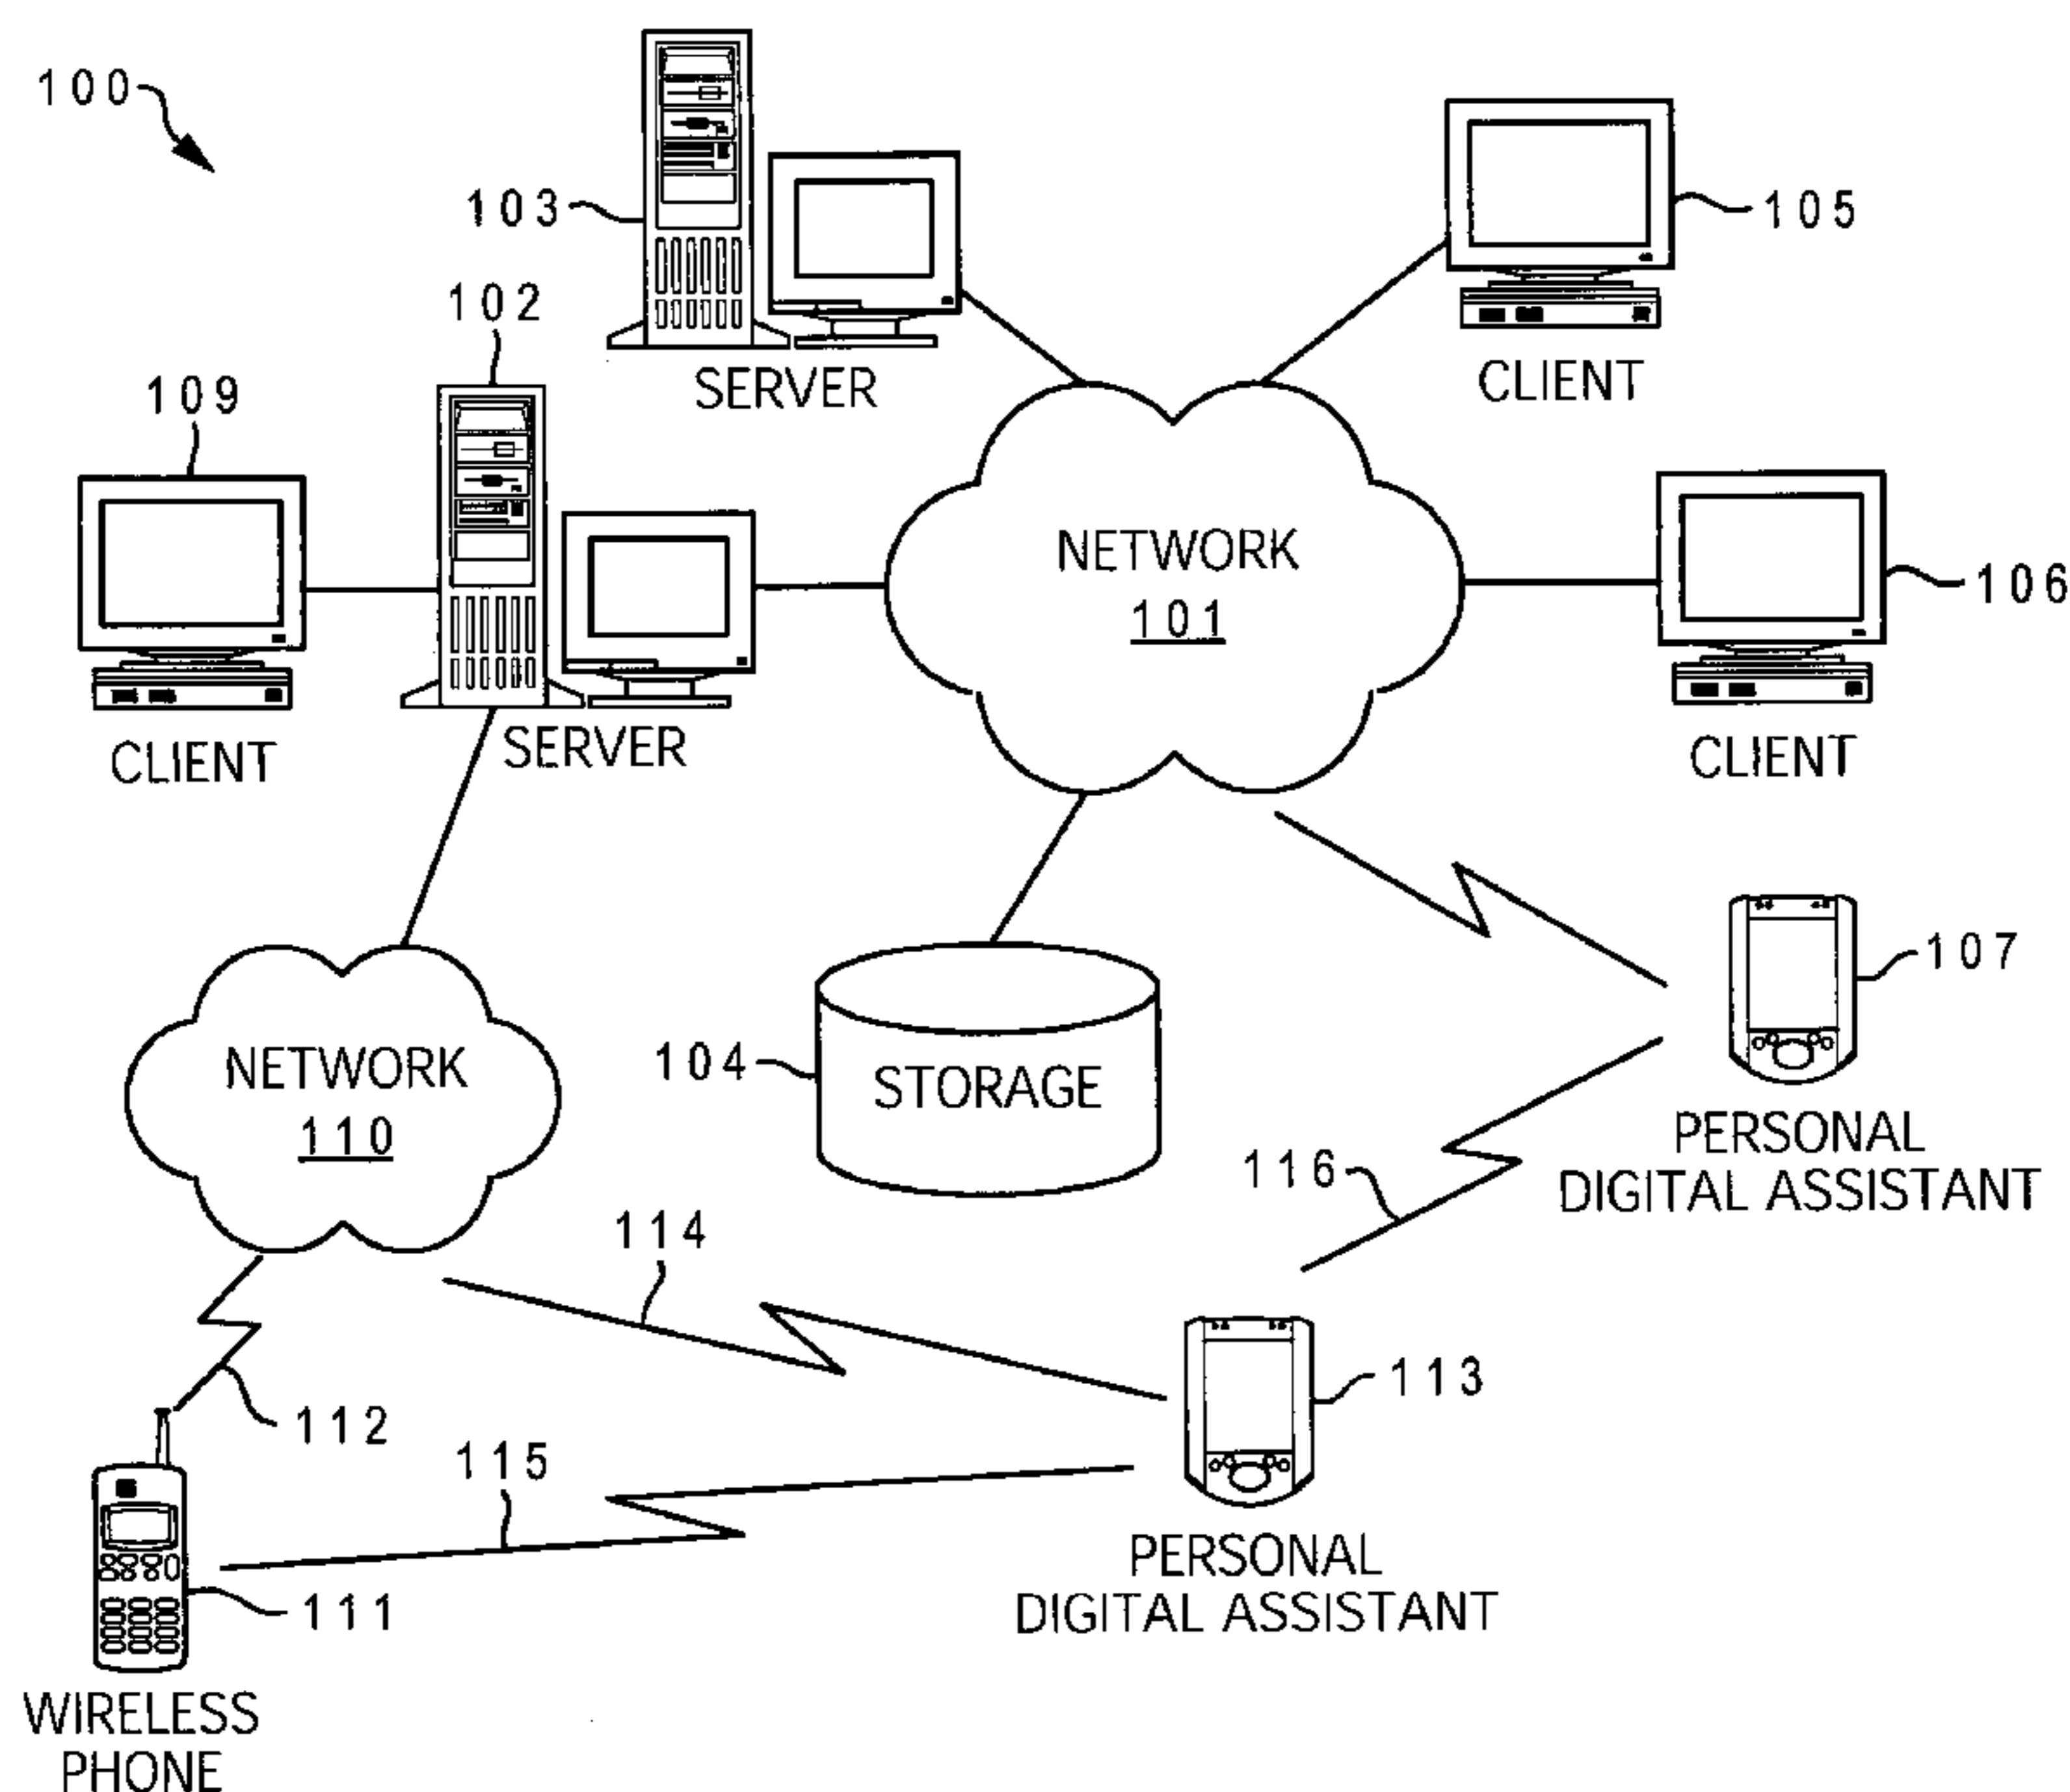 100
103
105
SERVER
CLIENT
102
109
NETWORK
101
106
CLIENT
SERVER
CLIENT
107
NETWORK
110
104
STORAGE
PERSONAL
DIGITAL ASSISTANT
116
114
113
112
115
PERSONAL
DIGITAL ASSISTANT
111
WIRELESS
PHONE